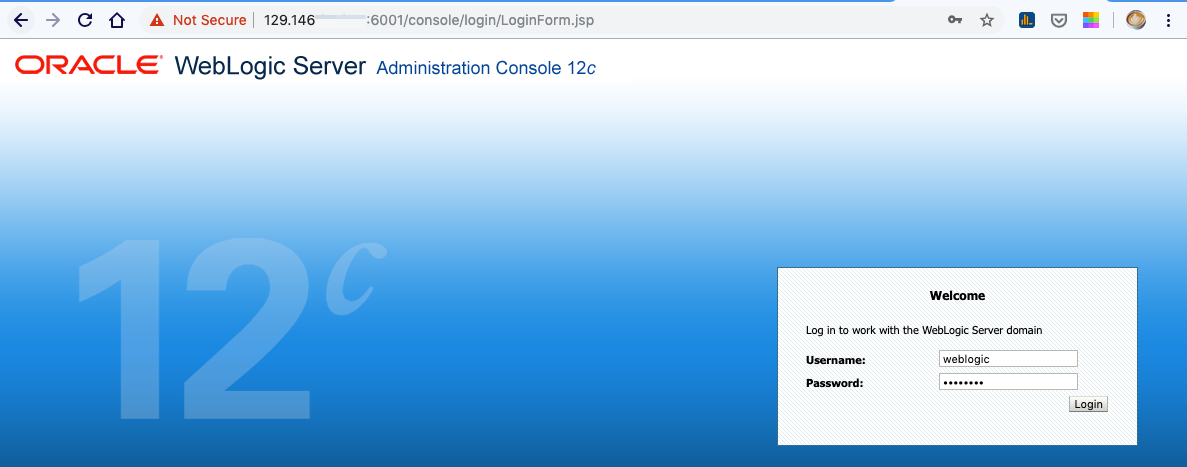 Not Secure | 129.146 :6001/console/login/LoginForm.jsp
ORACLE® WebLogic Server Administration Console 12c
12c
Welcome
Log in to work with the WebLogic Server domain
Username: weblogic
Password: ••••••••
Login